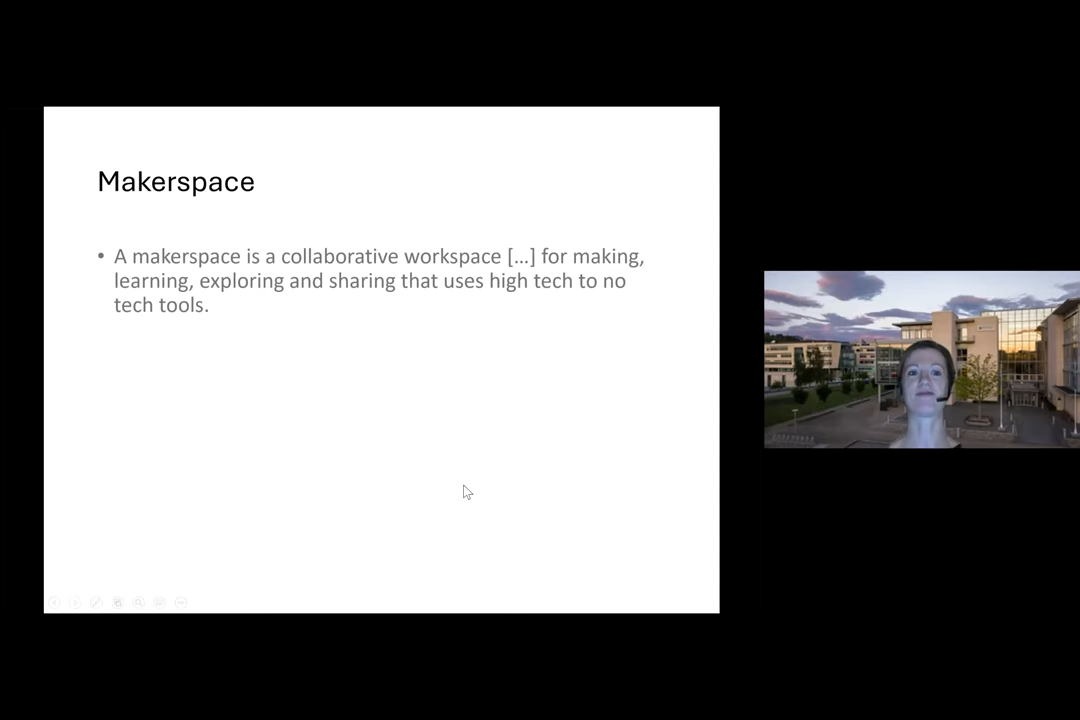 Makerspace
• A makerspace is a collaborative workspace […] for making,
learning, exploring and sharing that uses high tech to no
tech tools.